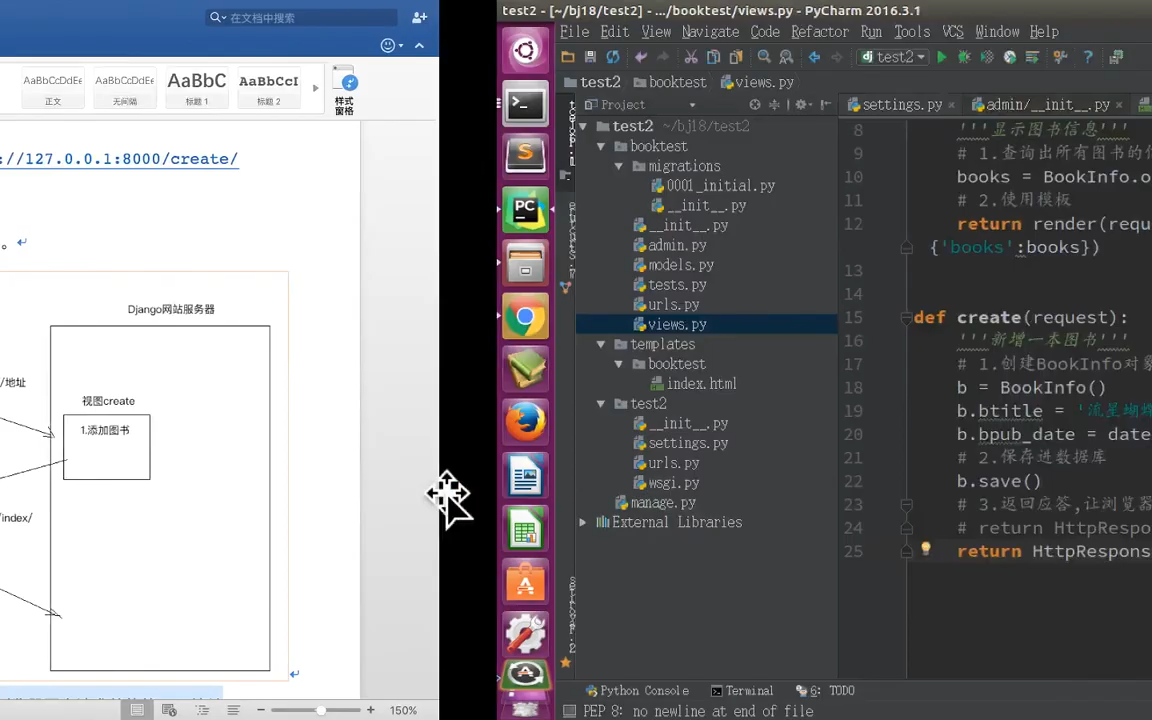 在文档中搜索
AaBbCcDdEe
AaBbCcDdEe
AaBbC
AaBbCcI
正文
无间隔
标题 1
标题 2
样式
窗格
://127.0.0.1:8000/create/
。
Django网站服务器
/地址
视图create
1.添加图书
/index/
150%
test2 - [~/bj18/test2] - .../booktest/views.py - PyCharm 2016.3.1
File Edit View Navigate Code Refactor Run Tools VCS Window Help
test2
test2 booktest views.py
Project
settings.py
admin/__init__.py
test2 ~/bj18/test2
booktest
migrations
0001_initial.py
__init__.py
__init__.py
admin.py
models.py
tests.py
urls.py
views.py
templates
booktest
index.html
test2
__init__.py
settings.py
urls.py
wsgi.py
manage.py
External Libraries
8 '''显示图书信息'''
9 # 1.查询出所有图书的
10 books = BookInfo.o
11 # 2.使用模板
12 return render(requ
{'books':books})
13
14
15 def create(request):
16 '''新增一本图书'''
17 # 1.创建BookInfo对象
18 b = BookInfo()
19 b.btitle = '流星蝴蝶
20 b.bpub_date = date
21 # 2.保存进数据库
22 b.save()
23 # 3.返回应答,让浏览器
24 # return HttpRespo
25 return HttpRespons
Python Console Terminal 6: TODO
PEP 8: no newline at end of file